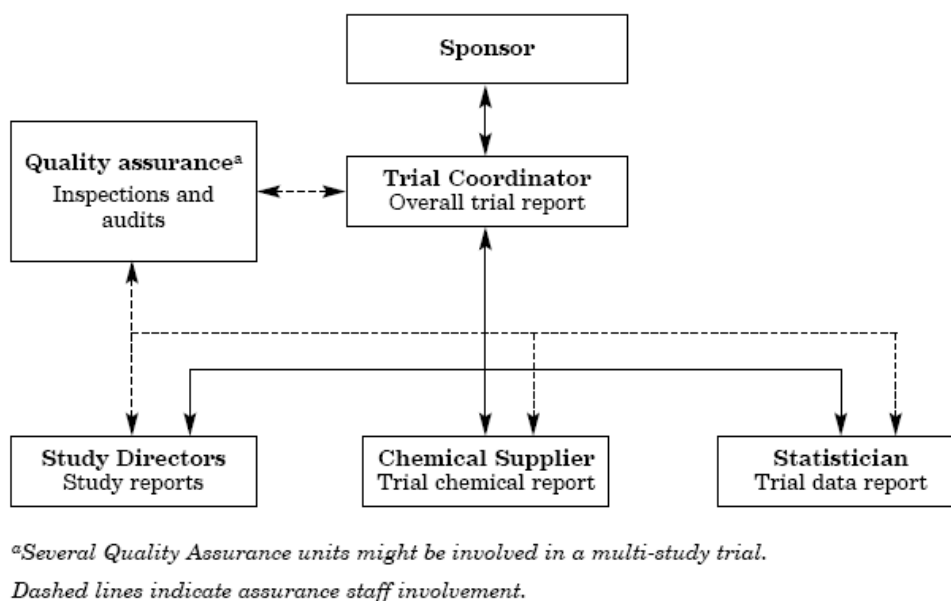 Sponsor
Quality assuranceᵃ
Inspections and
audits
Trial Coordinator
Overall trial report
Study Directors
Study reports
Chemical Supplier
Trial chemical report
Statistician
Trial data report
ᵃSeveral Quality Assurance units might be involved in a multi-study trial.
Dashed lines indicate assurance staff involvement.